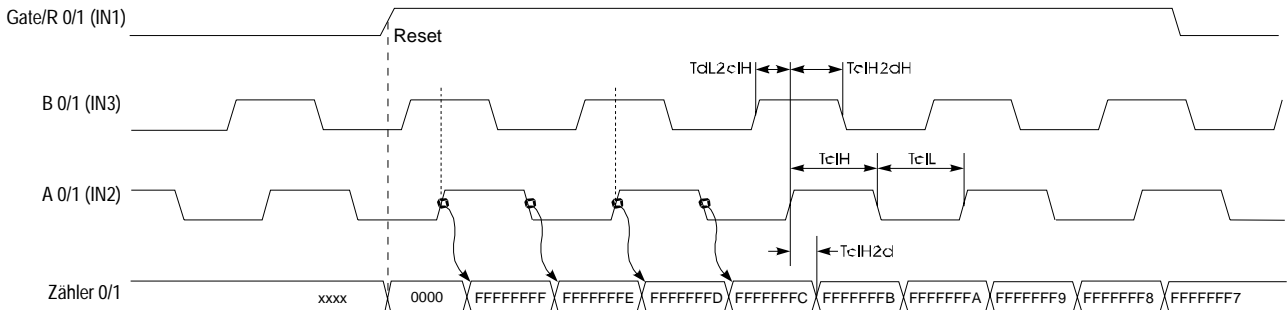 Gate/R 0/1 (IN1)
Reset
TdL2clH
TclH2dH
B 0/1 (IN3)
TclH
TclL
A 0/1 (IN2)
TclH2d
Zähler 0/1
xxxx
0000
FFFFFFFF
FFFFFFFE
FFFFFFFD
FFFFFFFC
FFFFFFFB
FFFFFFFA
FFFFFFF9
FFFFFFF8
FFFFFFF7